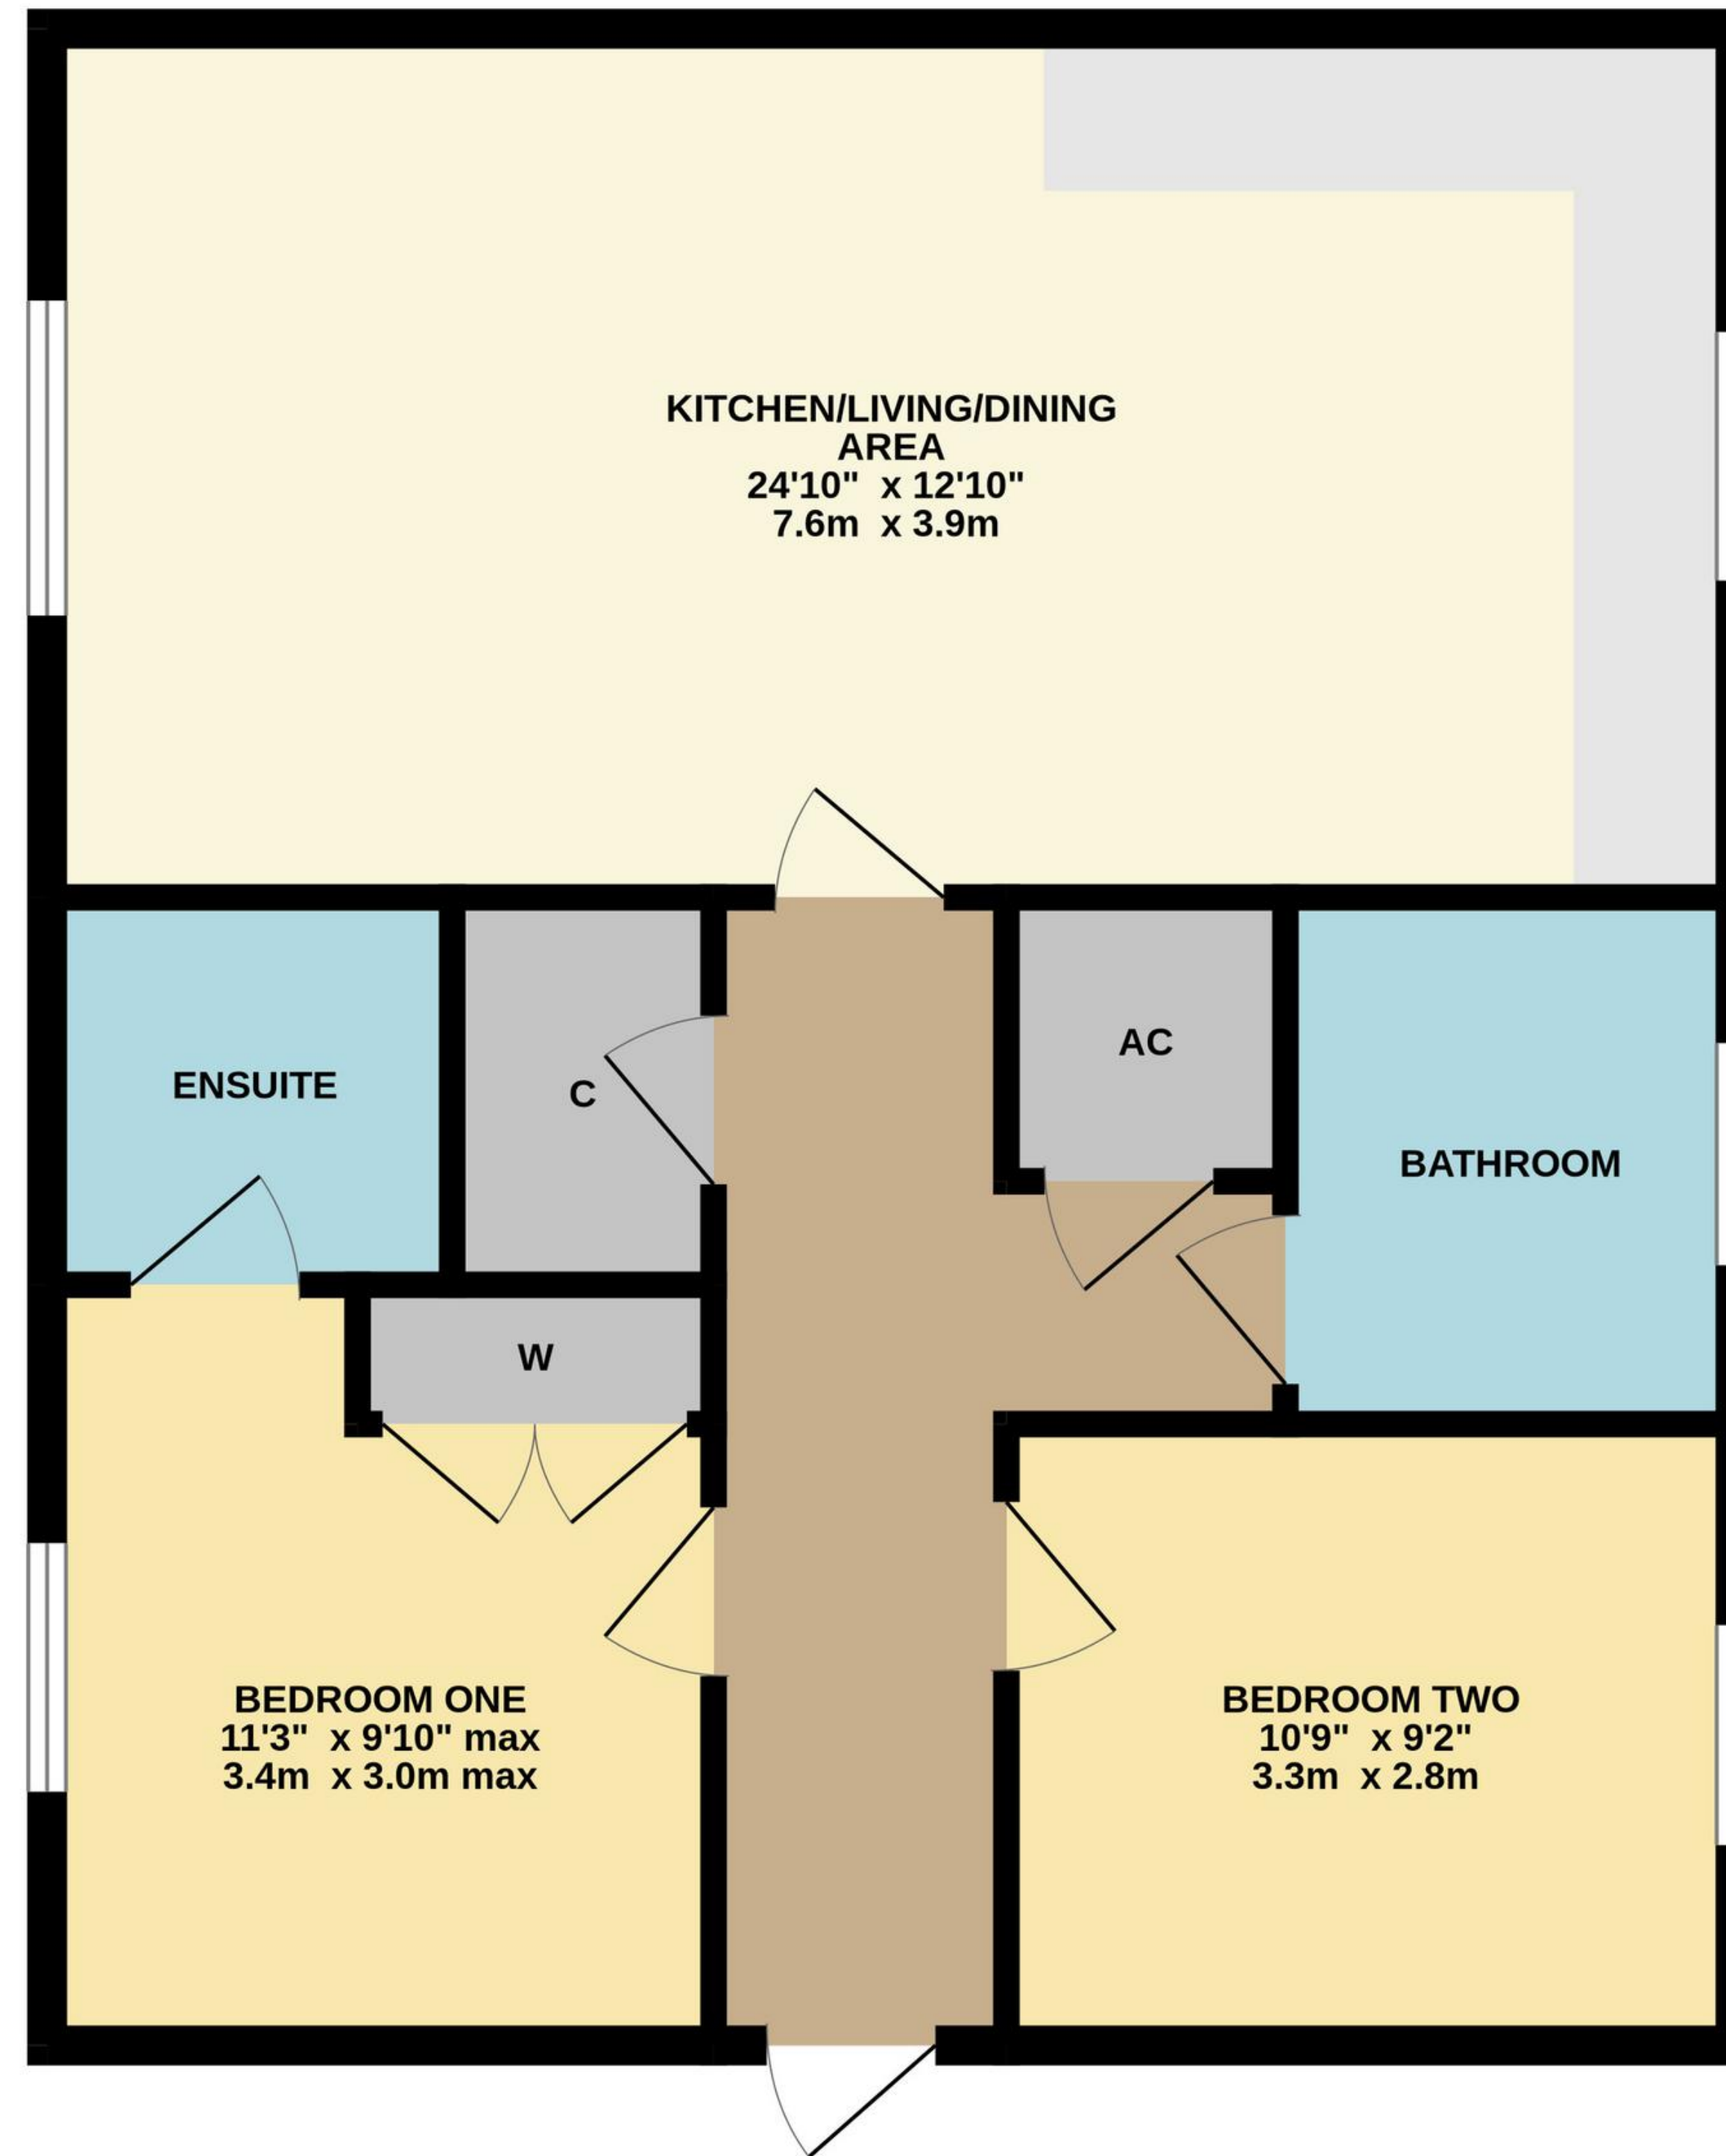 KITCHEN/LIVING/DINING
AREA
24'10" x 12'10"
7.6m x 3.9m
ENSUITE
C
AC
BATHROOM
W
BEDROOM ONE
11'3" x 9'10" max
3.4m x 3.0m max
BEDROOM TWO
10'9" x 9'2"
3.3m x 2.8m